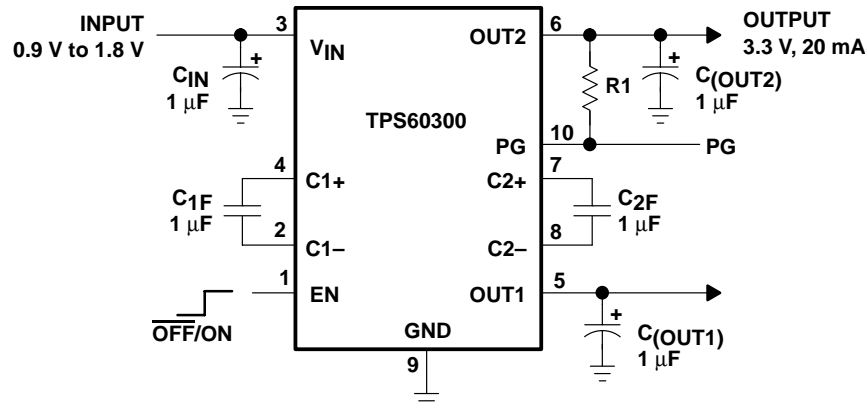 INPUT
0.9 V to 1.8 V
3
VIN
CIN
1 µF
+
OUT2
6
OUTPUT
3.3 V, 20 mA
R1
+
C(OUT2)
1 µF
TPS60300
PG
10
PG
4
C1+
C1F
1 µF
2
C1–
7
C2+
C2F
1 µF
8
C2–
1
EN
OFF/ON
OUT1
5
+
C(OUT1)
1 µF
GND
9